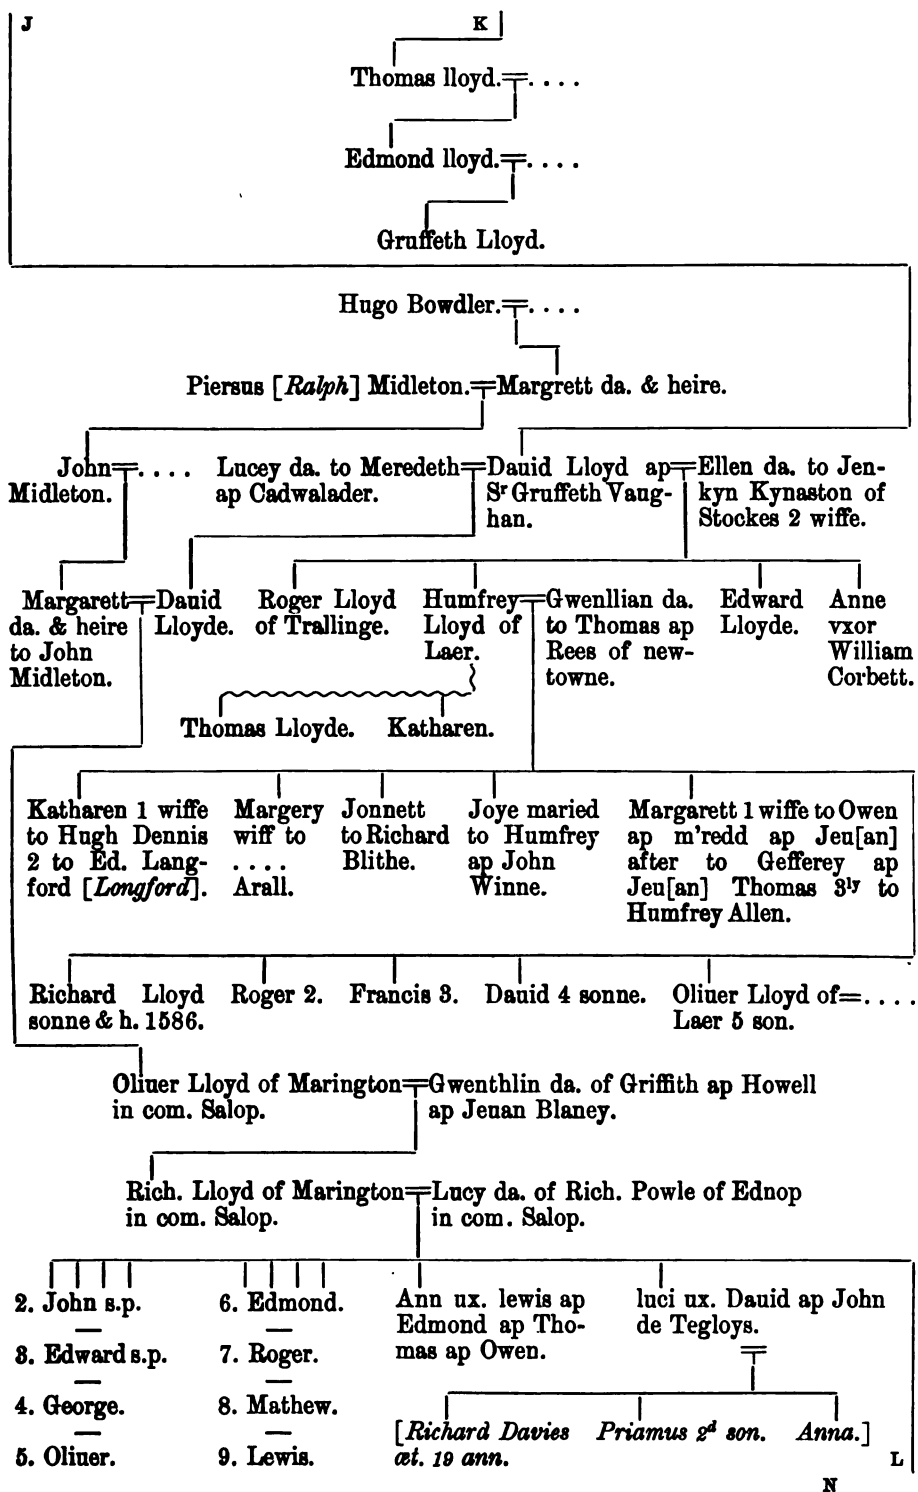 J
K
Thomas lloyd.=. . . .
Edmond lloyd.=. . . .
Gruffeth Lloyd.
Hugo Bowdler.=. . . .
Piersus [Ralph] Midleton.=Margrett da. & heire.
John=. . . .
Midleton.
Lucey da. to Meredeth=
ap Cadwalader.
Dauid Lloyd ap=
Sr Gruffeth Vaug-
han.
Ellen da. to Jen-
kyn Kynaston of
Stockes 2 wiffe.
Margarett=
da. & heire
to John
Midleton.
Dauid
Lloyde.
Roger Lloyd
of Trallinge.
Humfrey=
Lloyd of
Laer.
Gwenllian da.
to Thomas ap
Rees of new-
towne.
Edward
Lloyde.
Anne
vxor
William
Corbett.
Thomas Lloyde.
Katharen.
Katharen 1 wiffe
to Hugh Dennis
2 to Ed. Lang-
ford [Longford].
Margery
wiff to
. . . .
Arall.
Jonnett
to Richard
Blithe.
Joye maried
to Humfrey
ap John
Winne.
Margarett 1 wiffe to Owen
ap m'redd ap Jeu[an]
after to Gefferey ap
Jeu[an] Thomas 3ly to
Humfrey Allen.
Richard Lloyd
sonne & h. 1586.
Roger 2.
Francis 3.
Dauid 4 sonne.
Oliuer Lloyd of=. . . .
Laer 5 son.
Oliuer Lloyd of Marington=
in com. Salop.
Gwenthlin da. of Griffith ap Howell
ap Jeuan Blaney.
Rich. Lloyd of Marington=
in com. Salop.
Lucy da. of Rich. Powle of Ednop
in com. Salop.
2. John s.p.
3. Edward s.p.
4. George.
5. Oliuer.
6. Edmond.
7. Roger.
8. Mathew.
9. Lewis.
Ann ux. lewis ap
Edmond ap Tho-
mas ap Owen.
luci ux. Dauid ap John
de Tegloys.
=
[Richard Davies
æt. 19 ann.
Priamus 2d son.
Anna.]
L
N